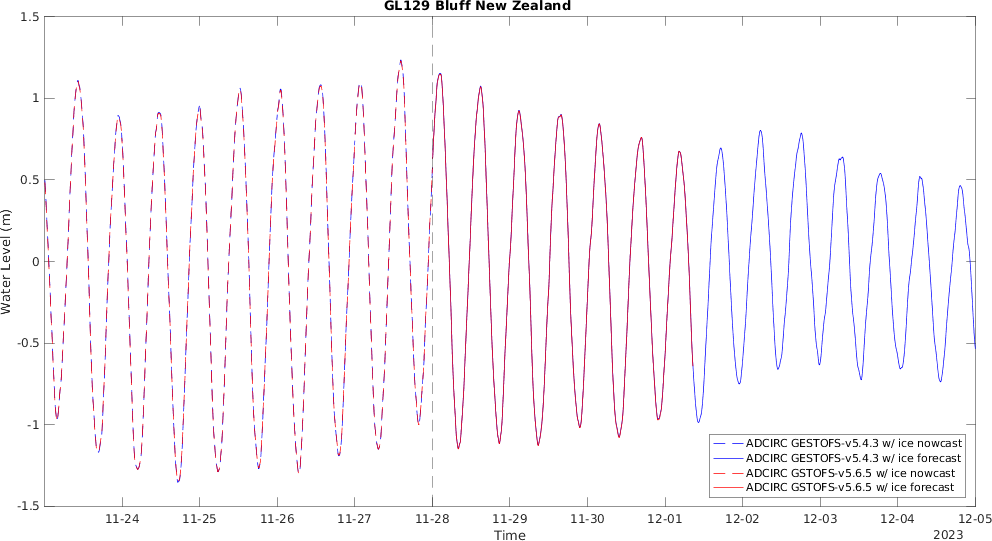 GL129 Bluff New Zealand
1.5
1
0.5
0
-0.5
-1
-1.5
Water Level (m)
11-24
11-25
11-26
11-27
11-28
11-29
11-30
12-01
12-02
12-03
12-04
12-05
Time
2023
ADCIRC GESTOFS-v5.4.3 w/ ice nowcast
ADCIRC GESTOFS-v5.4.3 w/ ice forecast
ADCIRC GSTOFS-v5.6.5 w/ ice nowcast
ADCIRC GSTOFS-v5.6.5 w/ ice forecast